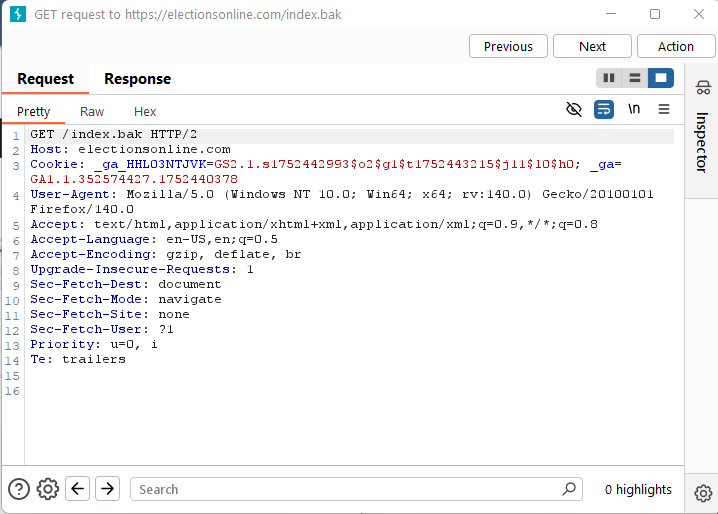 GET request to https://electionsonline.com/index.bak
Previous Next Action
Request Response
Pretty Raw Hex
\n
Inspector
1 GET /index.bak HTTP/2
2 Host: electionsonline.com
3 Cookie: _ga_HHL03NTJVK=GS2.1.s1752442993$o2$g1$t1752443215$j11$l0$h0; _ga=
GA1.1.352574427.1752440378
4 User-Agent: Mozilla/5.0 (Windows NT 10.0; Win64; x64; rv:140.0) Gecko/20100101
Firefox/140.0
5 Accept: text/html,application/xhtml+xml,application/xml;q=0.9,*/*;q=0.8
6 Accept-Language: en-US,en;q=0.5
7 Accept-Encoding: gzip, deflate, br
8 Upgrade-Insecure-Requests: 1
9 Sec-Fetch-Dest: document
10 Sec-Fetch-Mode: navigate
11 Sec-Fetch-Site: none
12 Sec-Fetch-User: ?1
13 Priority: u=0, i
14 Te: trailers
15
16
Search
0 highlights